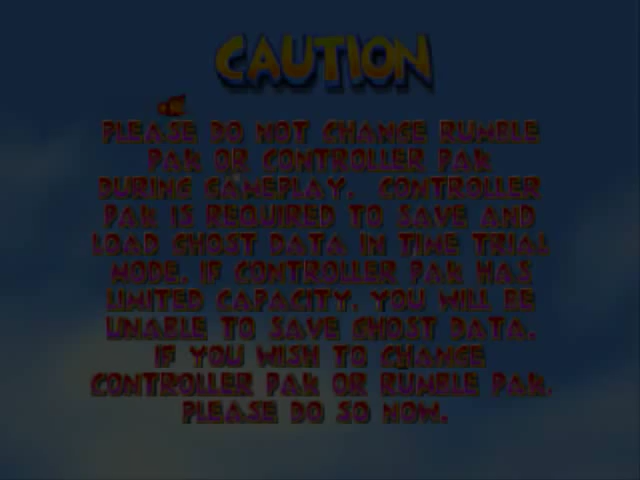 CAUTION
PLEASE DO NOT CHANGE RUMBLE
PAK OR CONTROLLER PAK
DURING GAMEPLAY. CONTROLLER
PAK IS REQUIRED TO SAVE AND
LOAD GHOST DATA IN TIME TRIAL
MODE. IF CONTROLLER PAK HAS
LIMITED CAPACITY, YOU WILL BE
UNABLE TO SAVE GHOST DATA.
IF YOU WISH TO CHANGE
CONTROLLER PAK OR RUMBLE PAK,
PLEASE DO SO NOW.